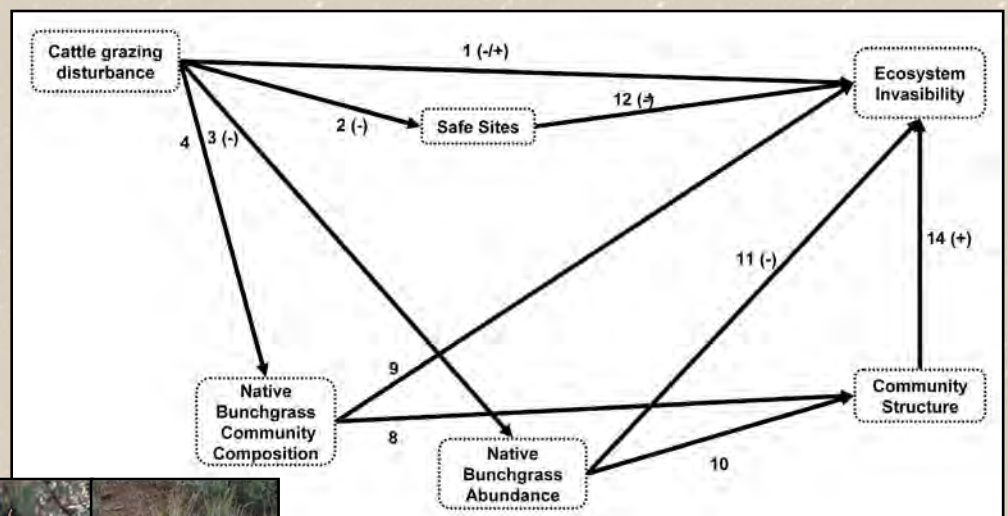 Cattle grazing
disturbance
1 (-/+)
Ecosystem
Invasibility
2 (-)
Safe Sites
12 (-
4
3 (-)
11 (-)
14 (+)
9
8
10
Native
Bunchgrass
Community
Composition
Native
Bunchgrass
Abundance
Community
Structure